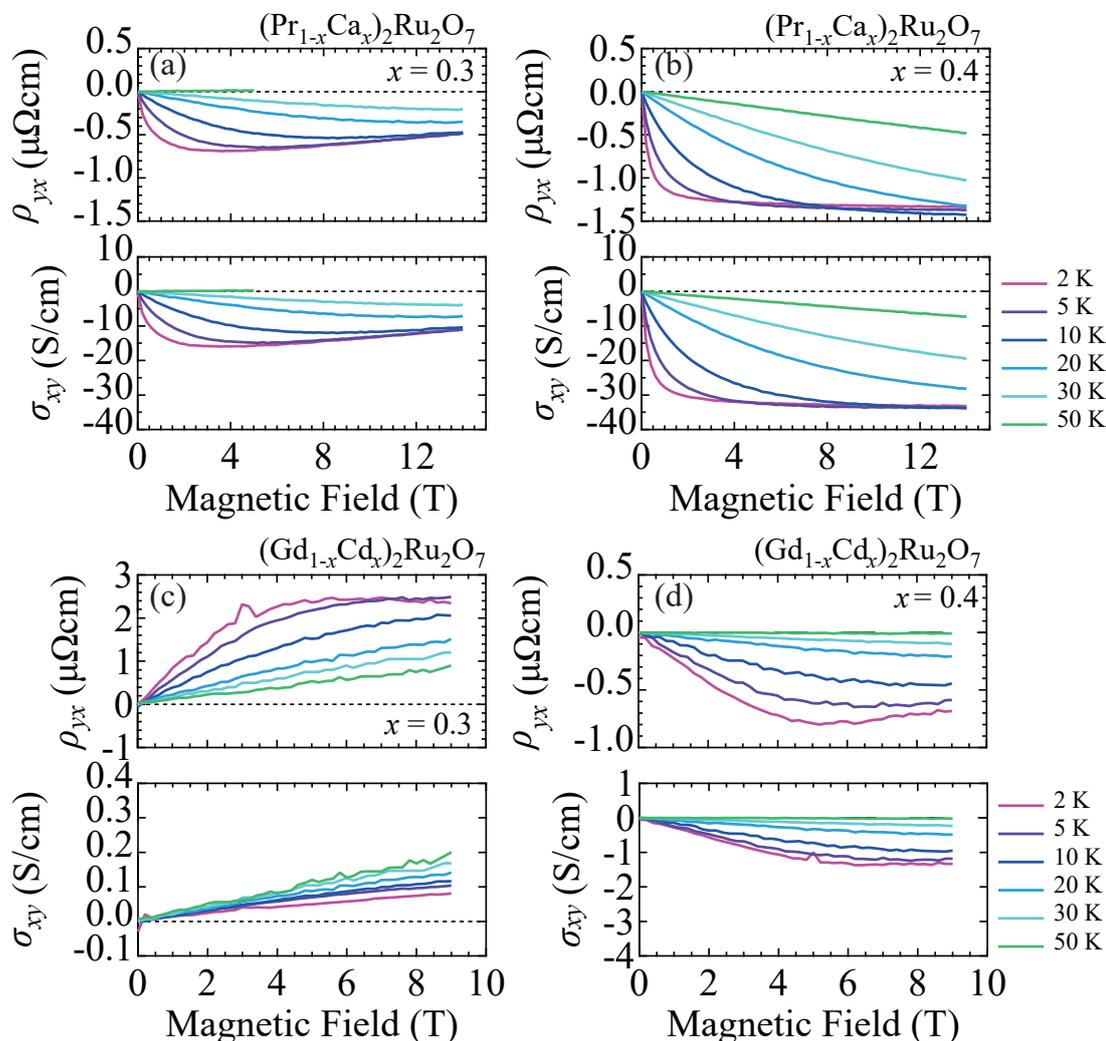 (Pr1-xCax)2Ru2O7
(a)
x = 0.3
0.5
0.0
-0.5
-1.0
-1.5
ρyx (μΩcm)
10
0
-10
-20
-30
-40
σxy (S/cm)
0
4
8
12
Magnetic Field (T)
(Pr1-xCax)2Ru2O7
(b)
x = 0.4
0.5
0.0
-0.5
-1.0
-1.5
ρyx (μΩcm)
10
0
-10
-20
-30
-40
σxy (S/cm)
0
4
8
12
Magnetic Field (T)
2 K
5 K
10 K
20 K
30 K
50 K
(Gd1-xCdx)2Ru2O7
(c)
x = 0.3
3
2
1
0
-1
ρyx (μΩcm)
0.4
0.3
0.2
0.1
0.0
-0.1
σxy (S/cm)
0
2
4
6
8
10
Magnetic Field (T)
(Gd1-xCdx)2Ru2O7
(d)
x = 0.4
0.5
0.0
-0.5
-1.0
ρyx (μΩcm)
1
0
-1
-2
-3
-4
σxy (S/cm)
0
2
4
6
8
10
Magnetic Field (T)
2 K
5 K
10 K
20 K
30 K
50 K